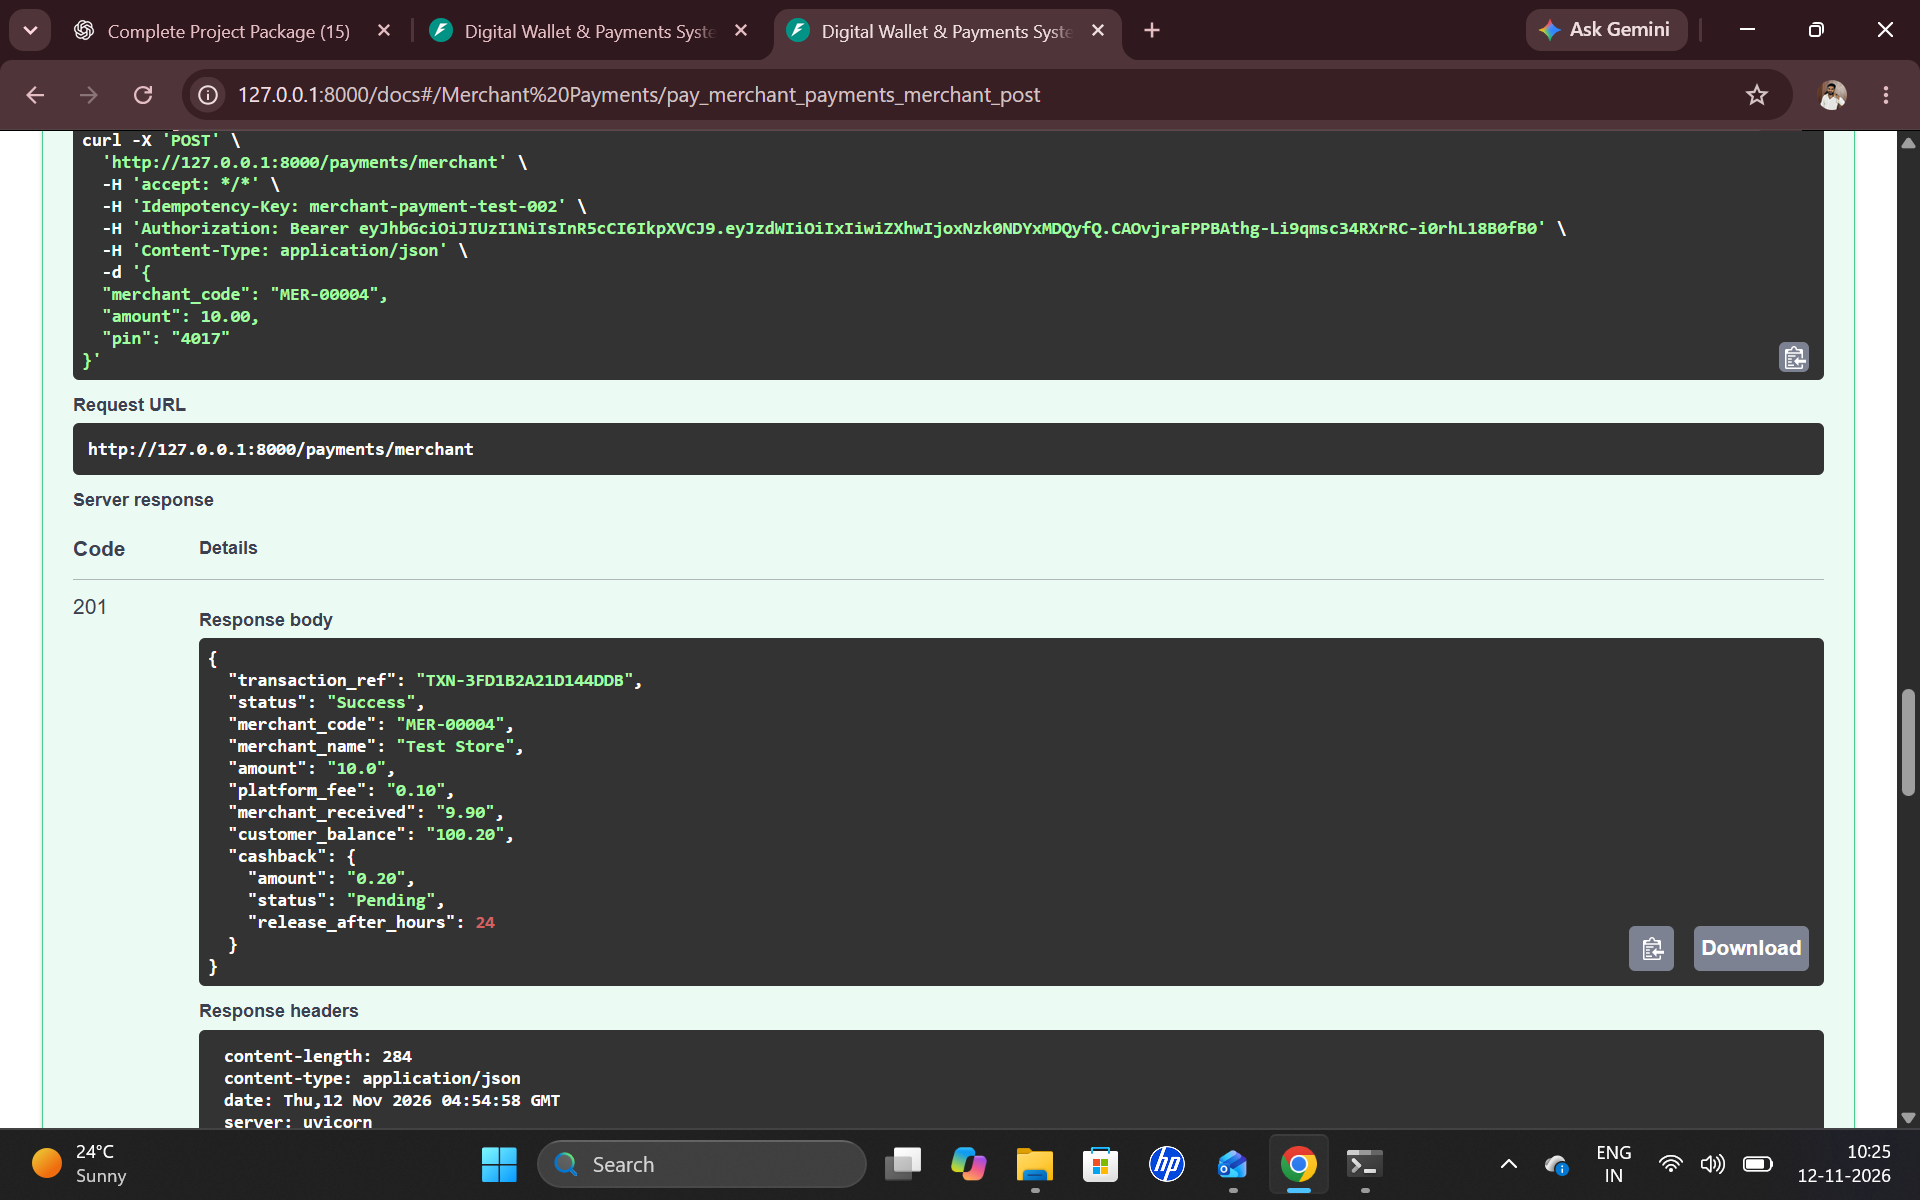 Complete Project Package (15)
Digital Wallet & Payments Syste
Digital Wallet & Payments Syste
Ask Gemini
127.0.0.1:8000/docs#/Merchant%20Payments/pay_merchant_payments_merchant_post
curl -X 'POST' \
'http://127.0.0.1:8000/payments/merchant' \
-H 'accept: */*' \
-H 'Idempotency-Key: merchant-payment-test-002' \
-H 'Authorization: Bearer eyJhbGciOiJIUzI1NiIsInR5cCI6IkpXVCJ9.eyJzdWIiOiIxIiwiZXhwIjoxNzk0NDYxMDQyfQ.CAOvjraFPPBAthg-Li9qmsc34RXrRC-i0rhL18B0fB0' \
-H 'Content-Type: application/json' \
-d '{
"merchant_code": "MER-00004",
"amount": 10.00,
"pin": "4017"
}'
Request URL
http://127.0.0.1:8000/payments/merchant
Server response
Code Details
201
Response body
{
"transaction_ref": "TXN-3FD1B2A21D144DDB",
"status": "Success",
"merchant_code": "MER-00004",
"merchant_name": "Test Store",
"amount": "10.0",
"platform_fee": "0.10",
"merchant_received": "9.90",
"customer_balance": "100.20",
"cashback": {
"amount": "0.20",
"status": "Pending",
"release_after_hours": 24
}
}
Download
Response headers
content-length: 284
content-type: application/json
date: Thu,12 Nov 2026 04:54:58 GMT
server: uvicorn
24°C
Sunny
Search
hp
ENG
IN
10:25
12-11-2026